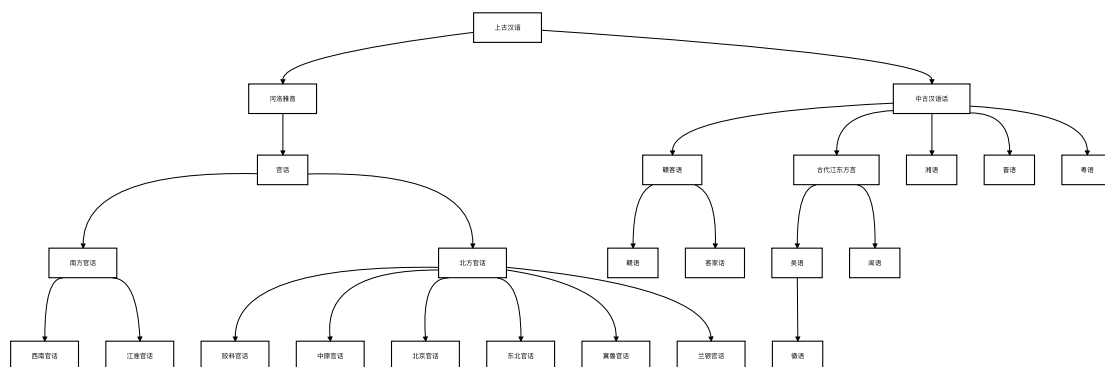 上古汉语
河洛雅音
中古汉语话
官话
赣客语
古代江东方言
湘语
晋语
粤语
南方官话
北方官话
赣语
客家话
吴语
闽语
西南官话
江淮官话
胶辽官话
中原官话
北京官话
东北官话
冀鲁官话
兰银官话
徽语